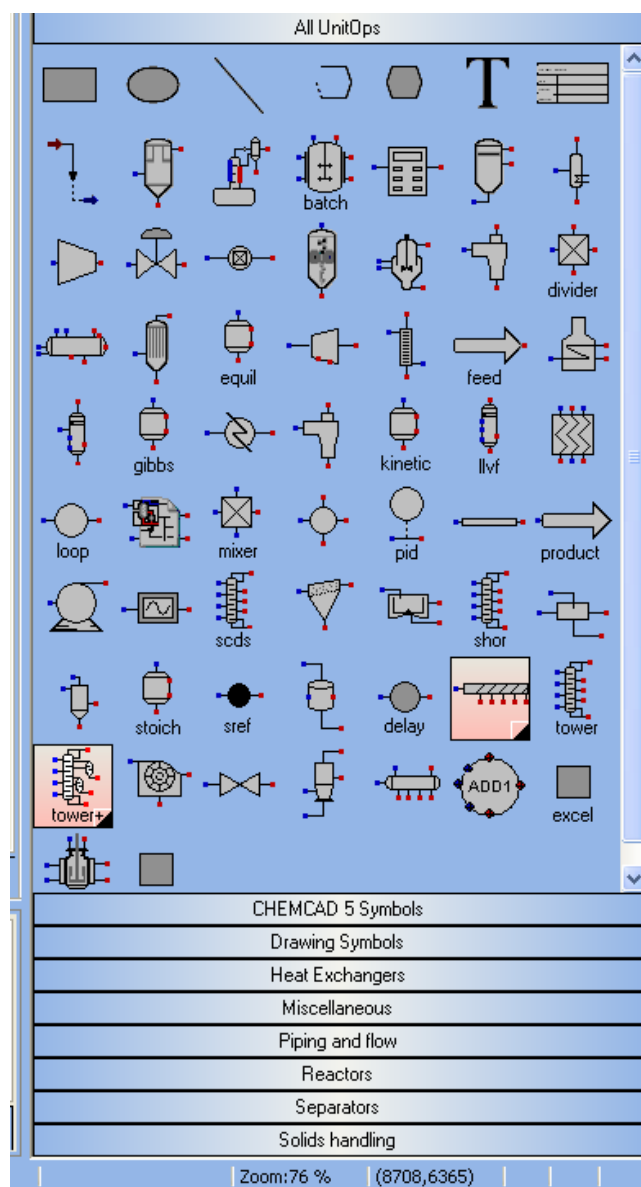 All UnitOps
T
batch
divider
equil feed
gibbs kinetic llvf
loop mixer pid product
scds shor
stoich sref delay tower
ADD1
tower+ excel
CHEMCAD 5 Symbols
Drawing Symbols
Heat Exchangers
Miscellaneous
Piping and flow
Reactors
Separators
Solids handling
Zoom:76 % (8708,6365)